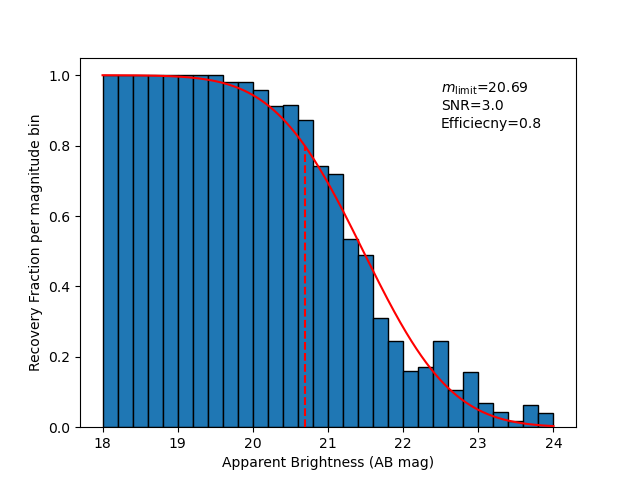 m_limit=20.69
SNR=3.0
Efficiecny=0.8
Recovery Fraction per magnitude bin
1.0
0.8
0.6
0.4
0.2
0.0
18 19 20 21 22 23 24
Apparent Brightness (AB mag)